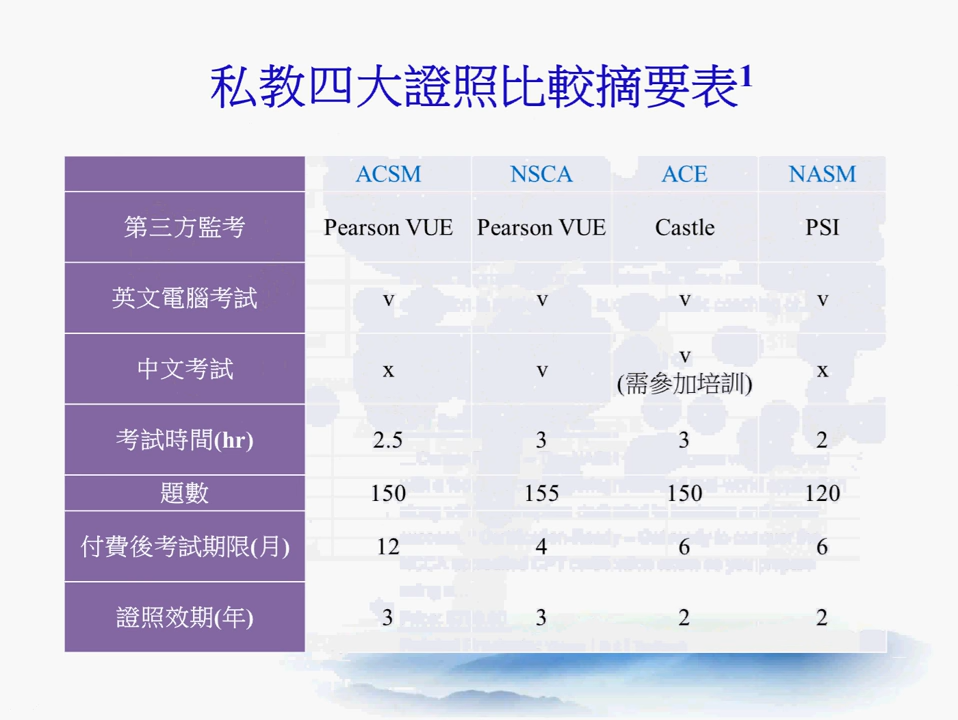 私教四大證照比較摘要表1
ACSM NSCA ACE NASM
第三方監考 Pearson VUE Pearson VUE Castle PSI
英文電腦考試 v v v v
中文考試 x v v x
(需參加培訓)
考試時間(hr) 2.5 3 3 2
題數 150 155 150 120
付費後考試期限(月) 12 4 6 6
證照效期(年) 3 3 2 2